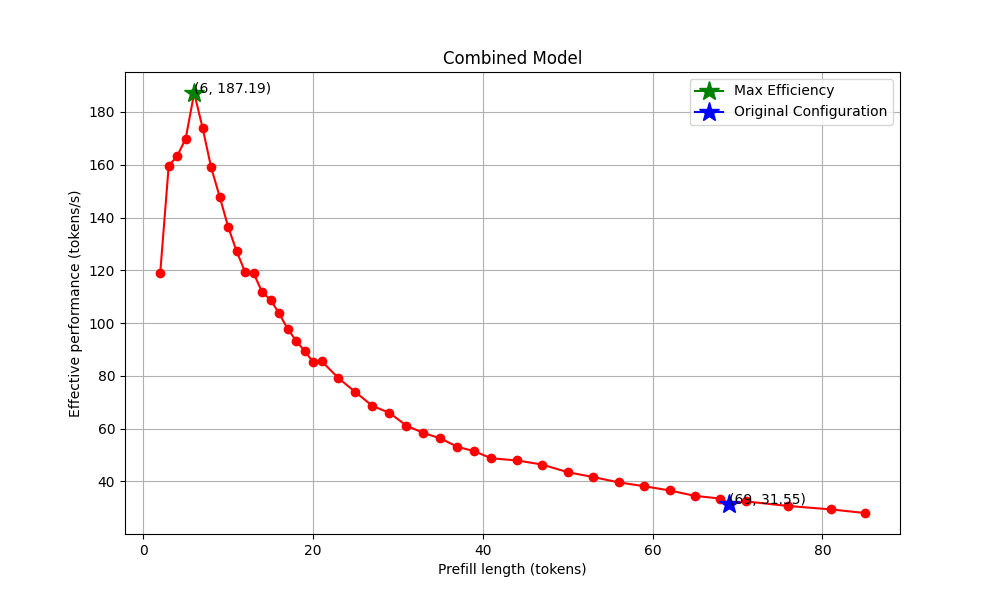 Combined Model
(6, 187.19)
Max Efficiency
Original Configuration
180
160
140
120
100
80
60
40
Effective performance (tokens/s)
(69, 31.55)
0 20 40 60 80
Prefill length (tokens)